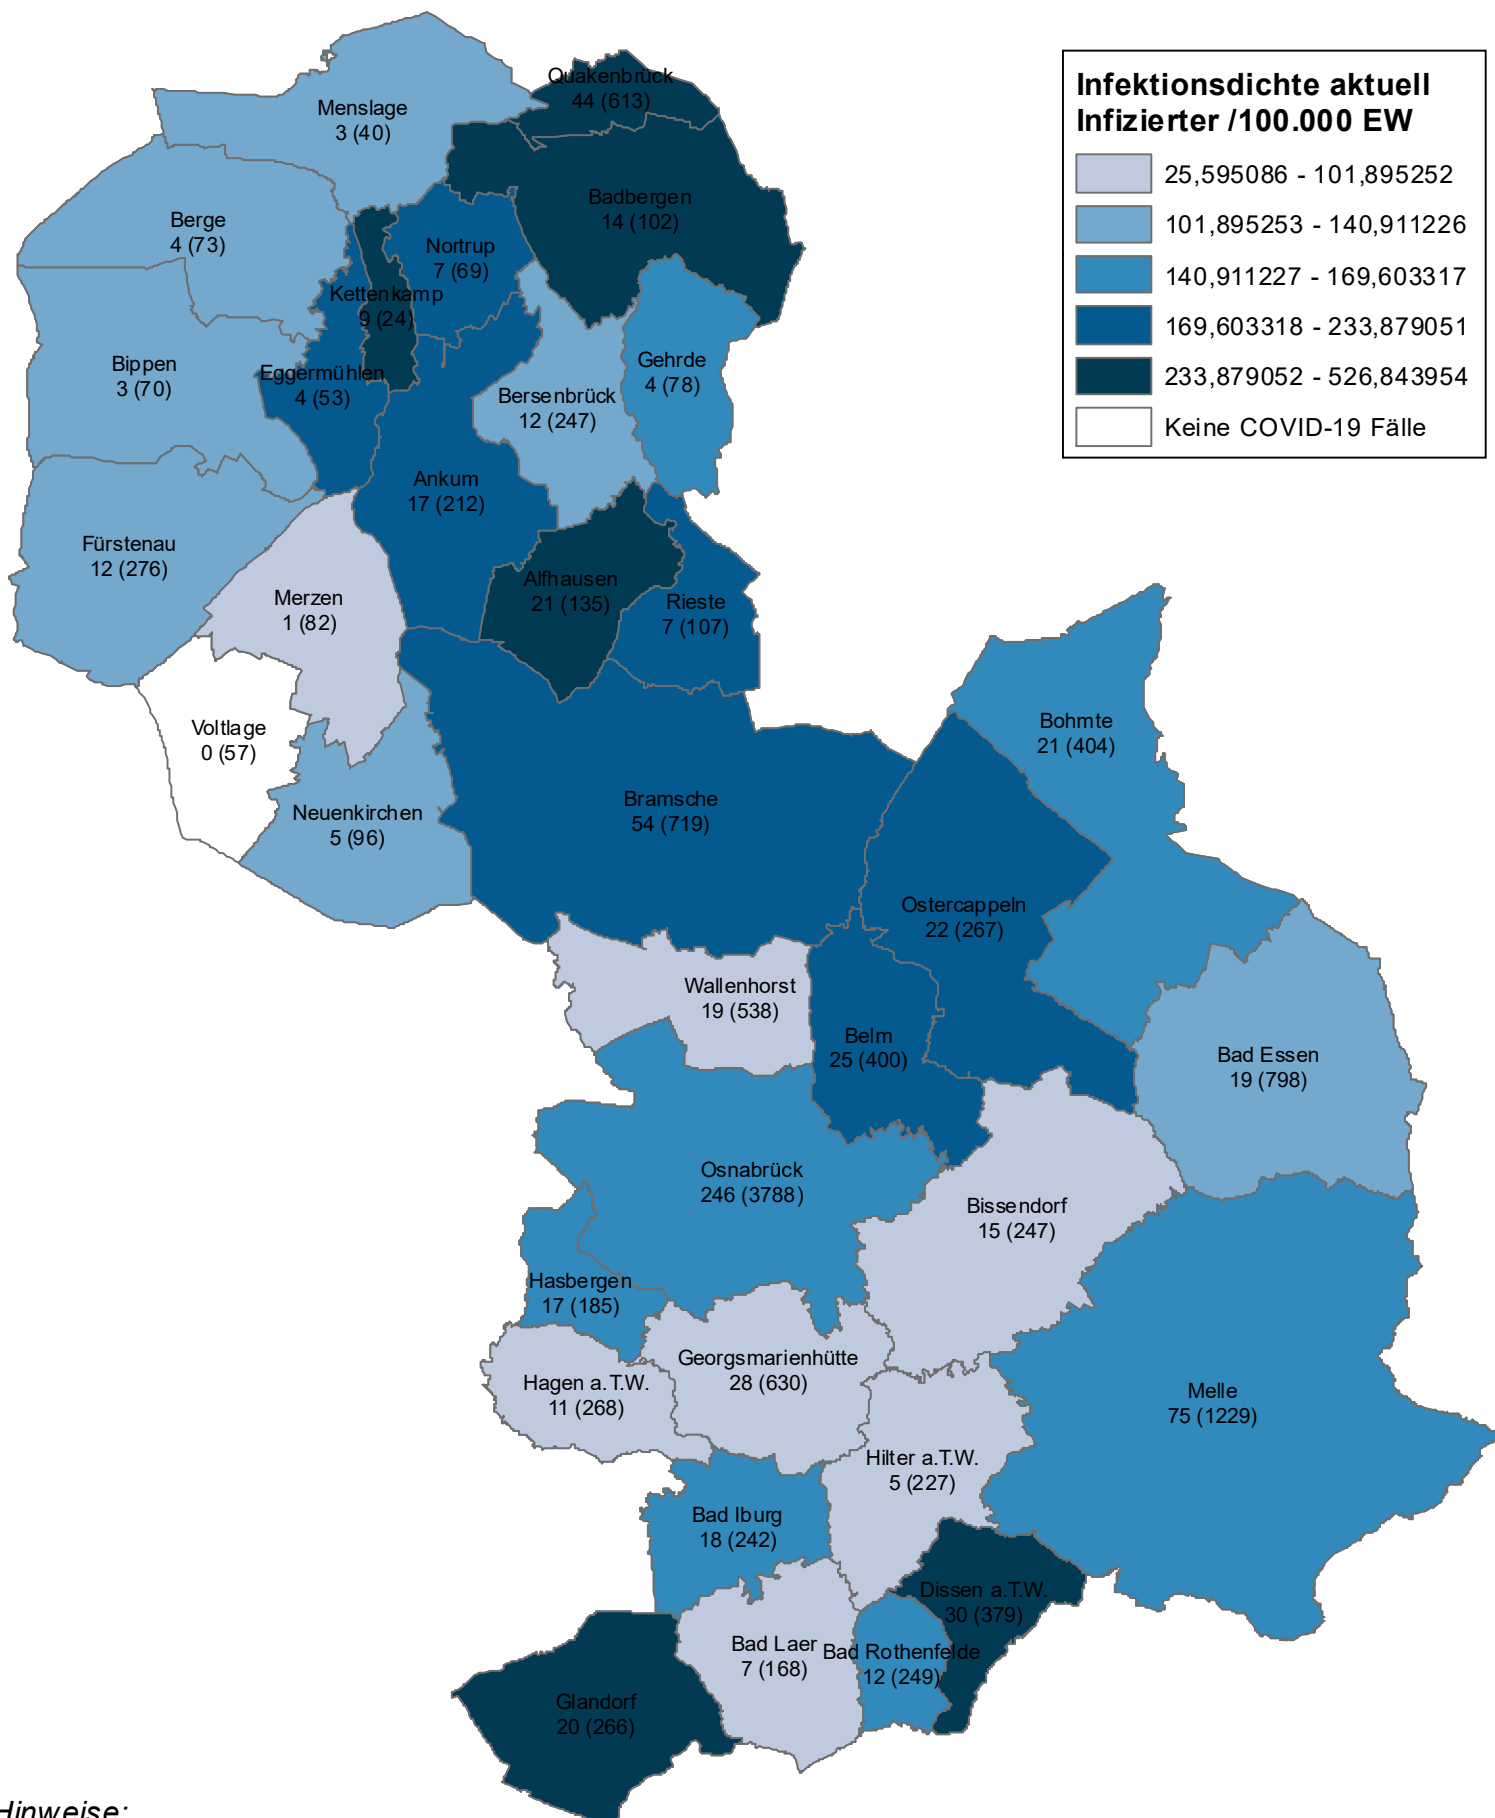 Infektionsdichte aktuell
Infizierter /100.000 EW
25,595086 - 101,895252
101,895253 - 140,911226
140,911227 - 169,603317
169,603318 - 233,879051
233,879052 - 526,843954
Keine COVID-19 Fälle
Quakenbrück
44 (613)
Menslage
3 (40)
Badbergen
14 (102)
Berge
4 (73)
Nortrup
7 (69)
Kettenkamp
9 (24)
Bippen
3 (70)
Eggermühlen
4 (53)
Gehrde
4 (78)
Bersenbrück
12 (247)
Ankum
17 (212)
Fürstenau
12 (276)
Alfhausen
21 (135)
Merzen
1 (82)
Rieste
7 (107)
Voltlage
0 (57)
Bohmte
21 (404)
Neuenkirchen
5 (96)
Bramsche
54 (719)
Ostercappeln
22 (267)
Wallenhorst
19 (538)
Belm
25 (400)
Bad Essen
19 (798)
Osnabrück
246 (3788)
Bissendorf
15 (247)
Hasbergen
17 (185)
Georgsmarienhütte
28 (630)
Hagen a.T.W.
11 (268)
Melle
75 (1229)
Hilter a.T.W.
5 (227)
Bad Iburg
18 (242)
Dissen a.T.W.
30 (379)
Bad Laer
7 (168)
Bad Rothenfelde
12 (249)
Glandorf
20 (266)
Hinweise: